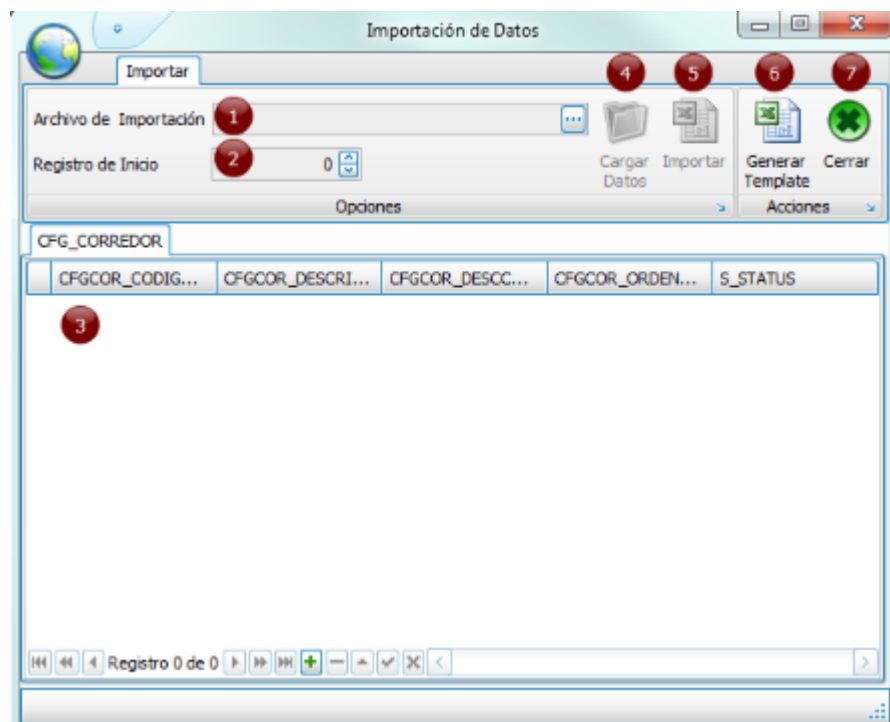 Importación de Datos
Importar
4 5 6 7
Archivo de Importación 1 ...
Registro de Inicio 2 0
Cargar Datos
Importar
Generar Template
Cerrar
Opciones
Acciones
CFG_CORREDOR
CFGCOR_CODIG... CFGCOR_DESCRI... CFGCOR_DESCC... CFGCOR_ORDEN... S_STATUS
3
Registro 0 de 0